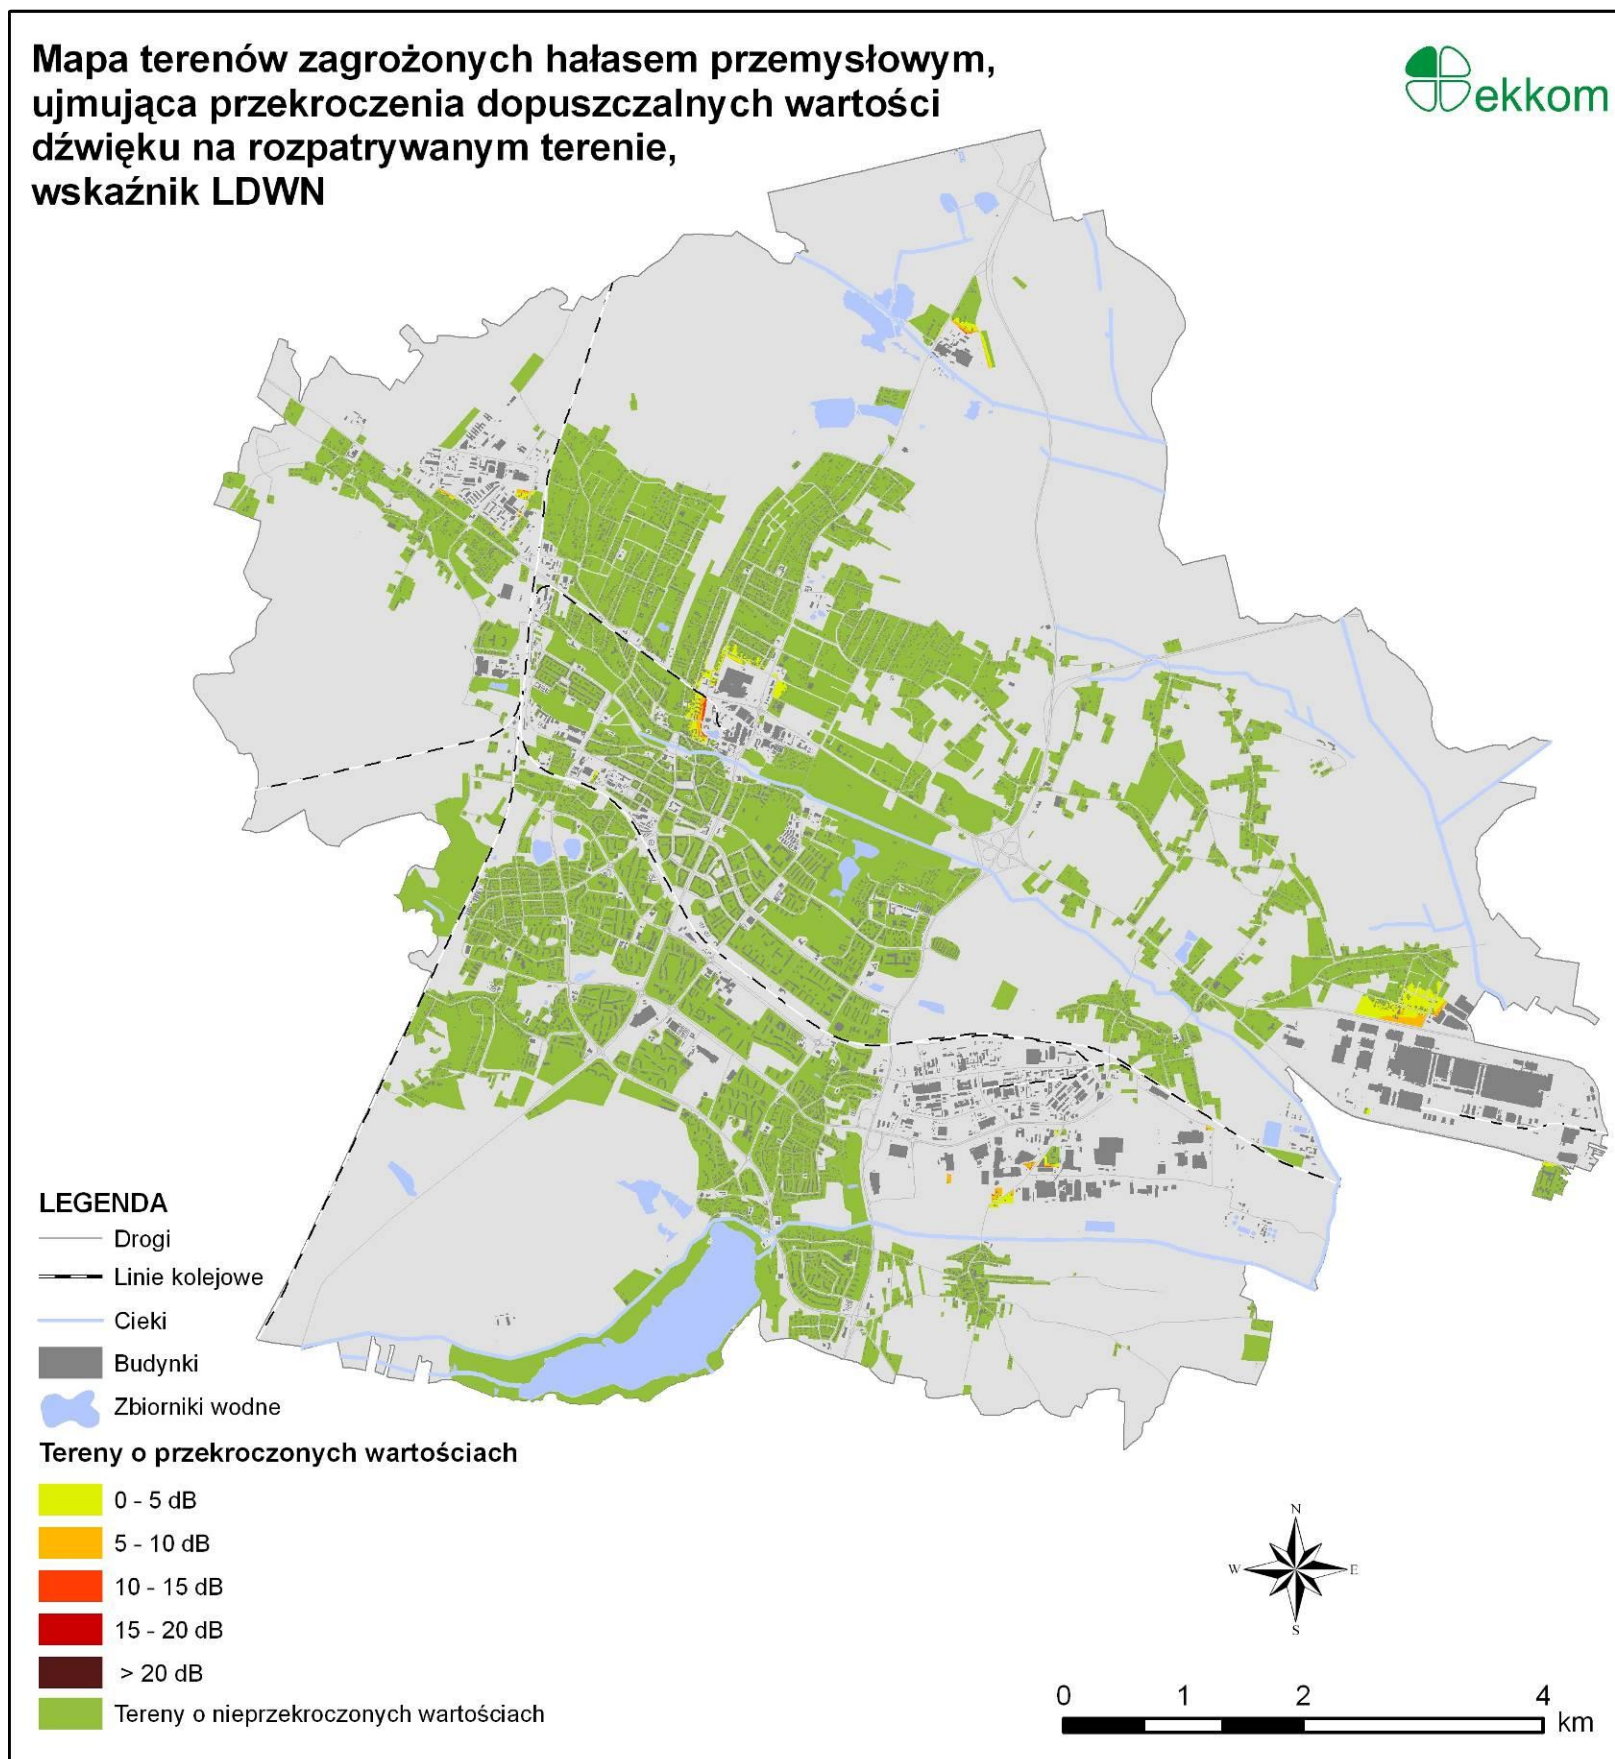 Mapa terenów zagrożonych hałasem przemysłowym,
ujmująca przekroczenia dopuszczalnych wartości
dźwięku na rozpatrywanym terenie,
wskaźnik LDWN
ekkom
LEGENDA
Drogi
Linie kolejowe
Cieki
Budynki
Zbiorniki wodne
Tereny o przekroczonych wartościach
0 - 5 dB
5 - 10 dB
10 - 15 dB
15 - 20 dB
> 20 dB
Tereny o nieprzekroczonych wartościach
N
W E
S
0 1 2 4
km